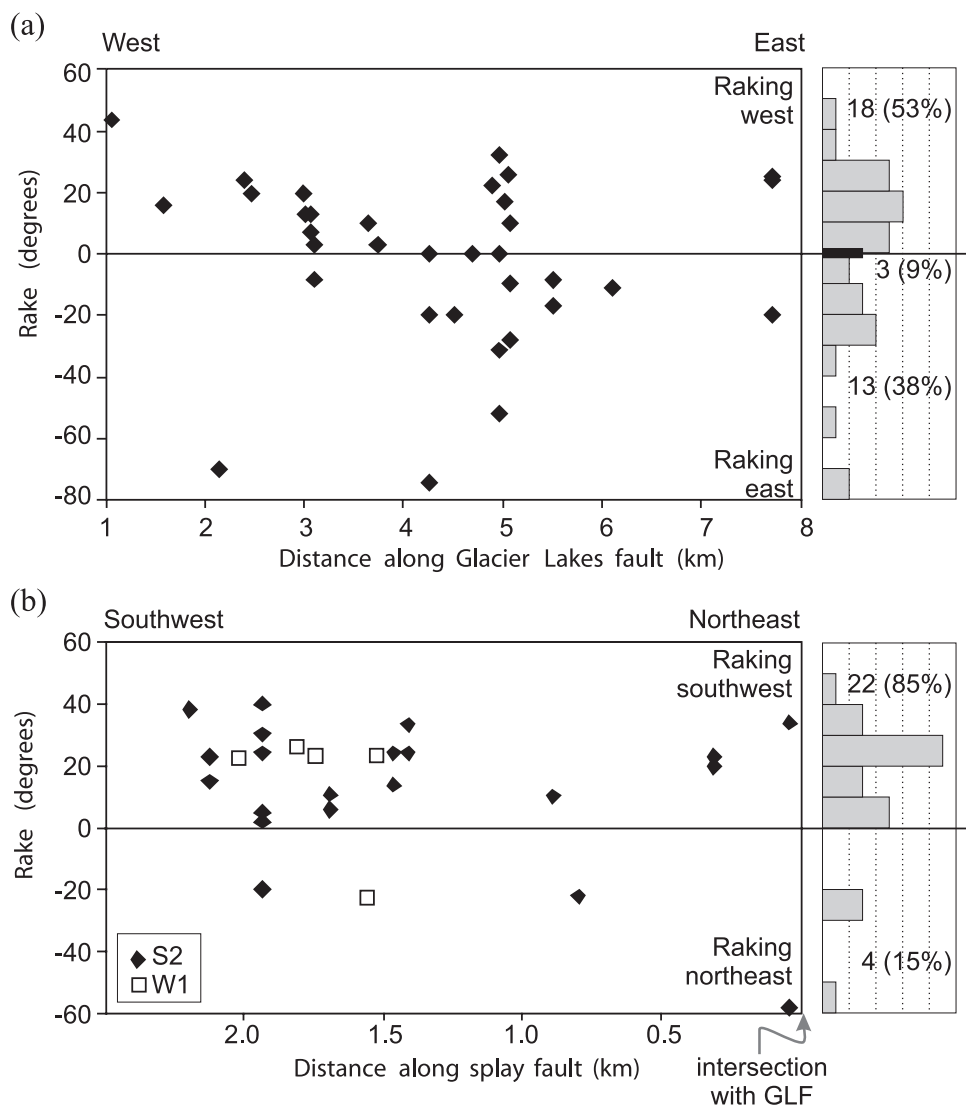 (a)
West East
60
40
20
0
-20
-40
-60
-80
Rake (degrees)
Raking
west
Raking
east
18 (53%)
3 (9%)
13 (38%)
1 2 3 4 5 6 7 8
Distance along Glacier Lakes fault (km)
(b)
Southwest Northeast
60
40
20
0
-20
-40
-60
Rake (degrees)
Raking
southwest
Raking
northeast
22 (85%)
4 (15%)
S2
W1
2.0 1.5 1.0 0.5
Distance along splay fault (km)
intersection
with GLF